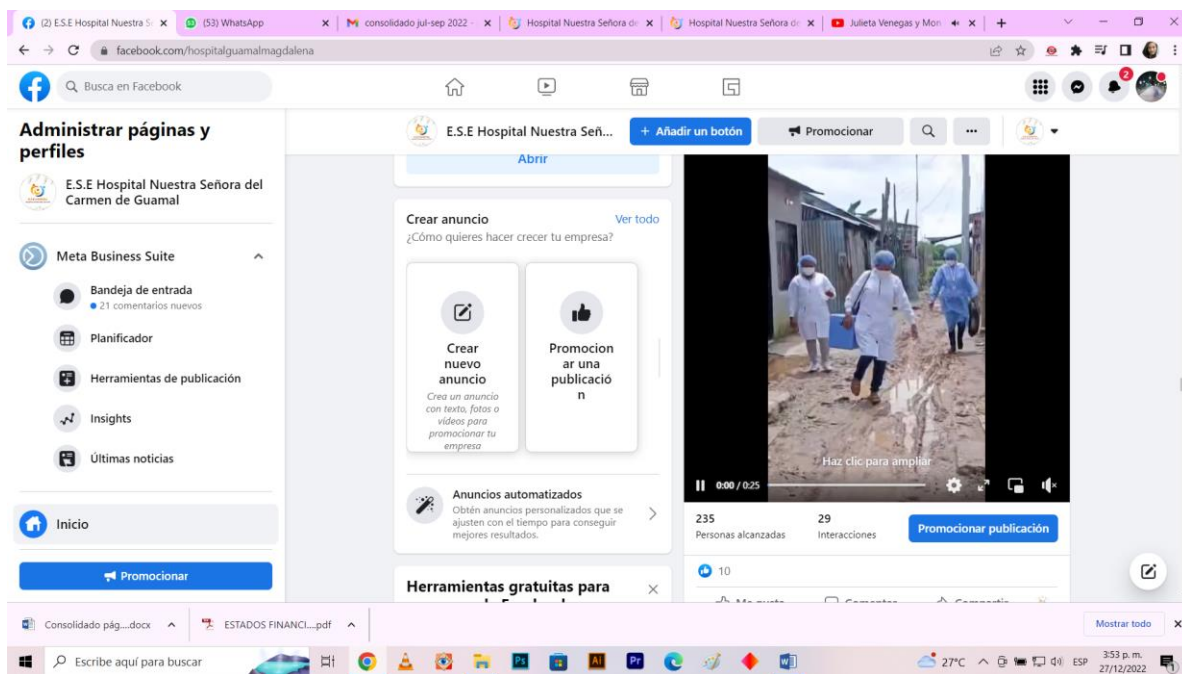 (2) E.S.E Hospital Nuestra S
(53) WhatsApp
consolidado jul-sep 2022 -
Hospital Nuestra Señora de
Hospital Nuestra Señora de
Julieta Venegas y Mon
facebook.com/hospitalguamalmagdalena
Busca en Facebook
2
Administrar páginas y
perfiles
E.S.E Hospital Nuestra Señora del
Carmen de Guamal
Meta Business Suite
Bandeja de entrada
21 comentarios nuevos
Planificador
Herramientas de publicación
Insights
Últimas noticias
Inicio
Promocionar
E.S.E Hospital Nuestra Señ...
+ Añadir un botón
Promocionar
Abrir
Crear anuncio
Ver todo
¿Cómo quieres hacer crecer tu empresa?
Crear
nuevo
anuncio
Crea un anuncio
con texto, fotos o
vídeos para
promocionar tu
empresa
Promocion
ar una
publicació
n
Anuncios automatizados
Obtén anuncios personalizados que se
ajusten con el tiempo para conseguir
mejores resultados.
Herramientas gratuitas para
Haz clic para ampliar
0:00 / 0:25
235
Personas alcanzadas
29
Interacciones
Promocionar publicación
10
Me gusta
Comentar
Compartir
Consolidado pág....docx
ESTADOS FINANCI....pdf
Mostrar todo
Escribe aquí para buscar
27°C
ESP
3:53 p. m.
27/12/2022